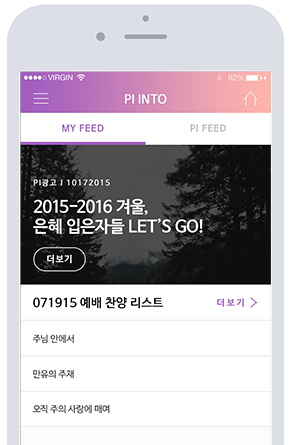 VIRGIN 82%
PI INTO
MY FEED PI FEED
PI광고 I 10172015
2015-2016 겨울,
은혜 입은자들 LET'S GO!
더보기
071915 예배 찬양 리스트 더보기
주님 안에서
만유의 주재
오직 주의 사랑에 매여